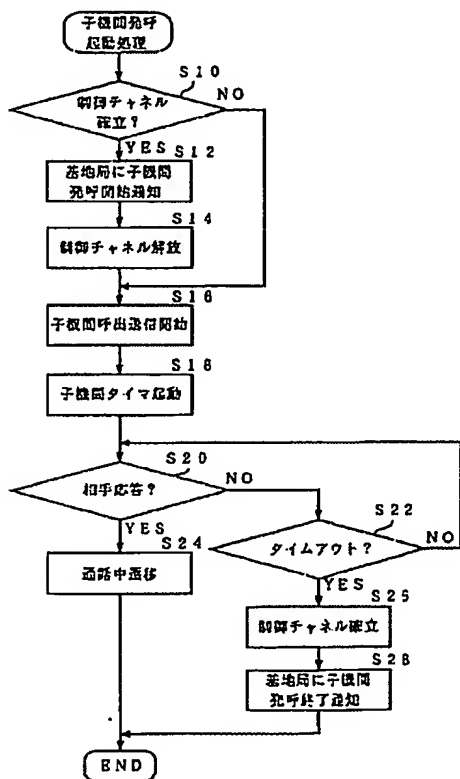 子機間発呼
起動処理
S10
制御チャネル
確立?
NO
YES
S12
基地局に子機間
発呼開始通知
S14
制御チャネル解放
S16
子機間呼出送信開始
S18
子機間タイマ起動
S20
相手応答?
NO
YES
S22
タイムアウト?
NO
YES
S24
通話中遷移
S26
制御チャネル確立
S28
基地局に子機間
発呼終了通知
END